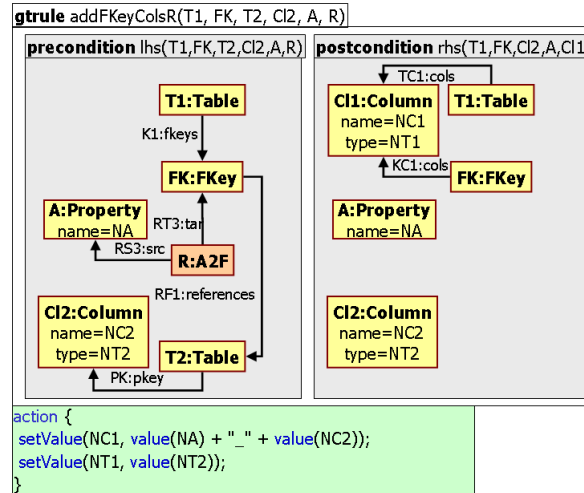 gtrule addFKeyColsR(T1, FK, T2, Cl2, A, R)
precondition lhs(T1,FK,T2,Cl2,A,R)
T1:Table
K1:fkeys
FK:FKey
A:Property
name=NA
RT3:tar
RS3:src
R:A2F
RF1:references
Cl2:Column
name=NC2
type=NT2
T2:Table
PK:pkey
postcondition rhs(T1,FK,Cl2,A,Cl1
TC1:cols
Cl1:Column
name=NC1
type=NT1
T1:Table
KC1:cols
FK:FKey
A:Property
name=NA
Cl2:Column
name=NC2
type=NT2
action {
setValue(NC1, value(NA) + "_" + value(NC2));
setValue(NT1, value(NT2));
}